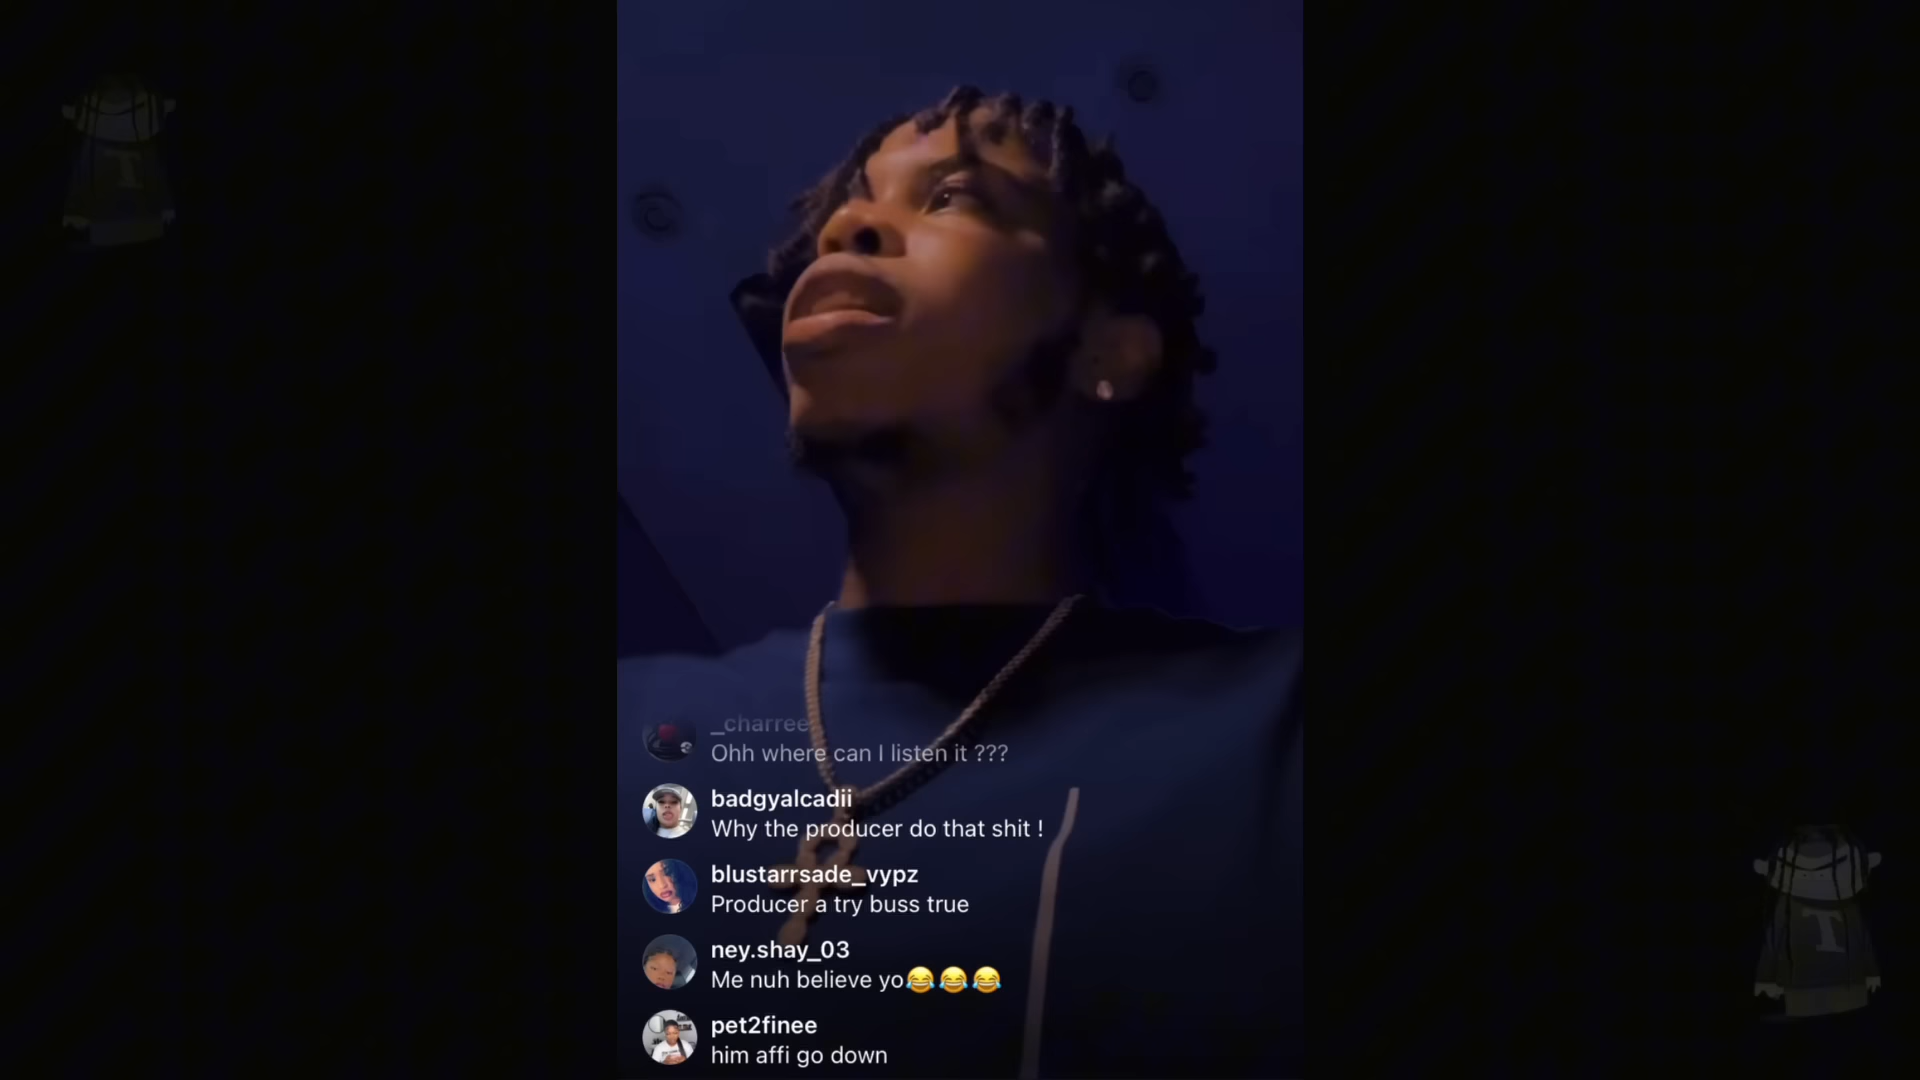 T
_charree
Ohh where can I listen it ???
badgyalcadii
Why the producer do that shit !
blustarrsade_vypz
Producer a try buss true
ney.shay_03
Me nuh believe yo😂😂😂
pet2finee
him affi go down
T